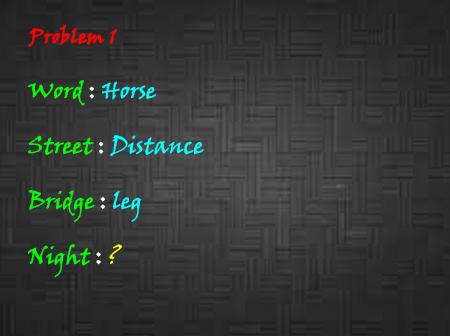 Problem 1
Word : Horse
Street : Distance
Bridge : leg
Night : ?